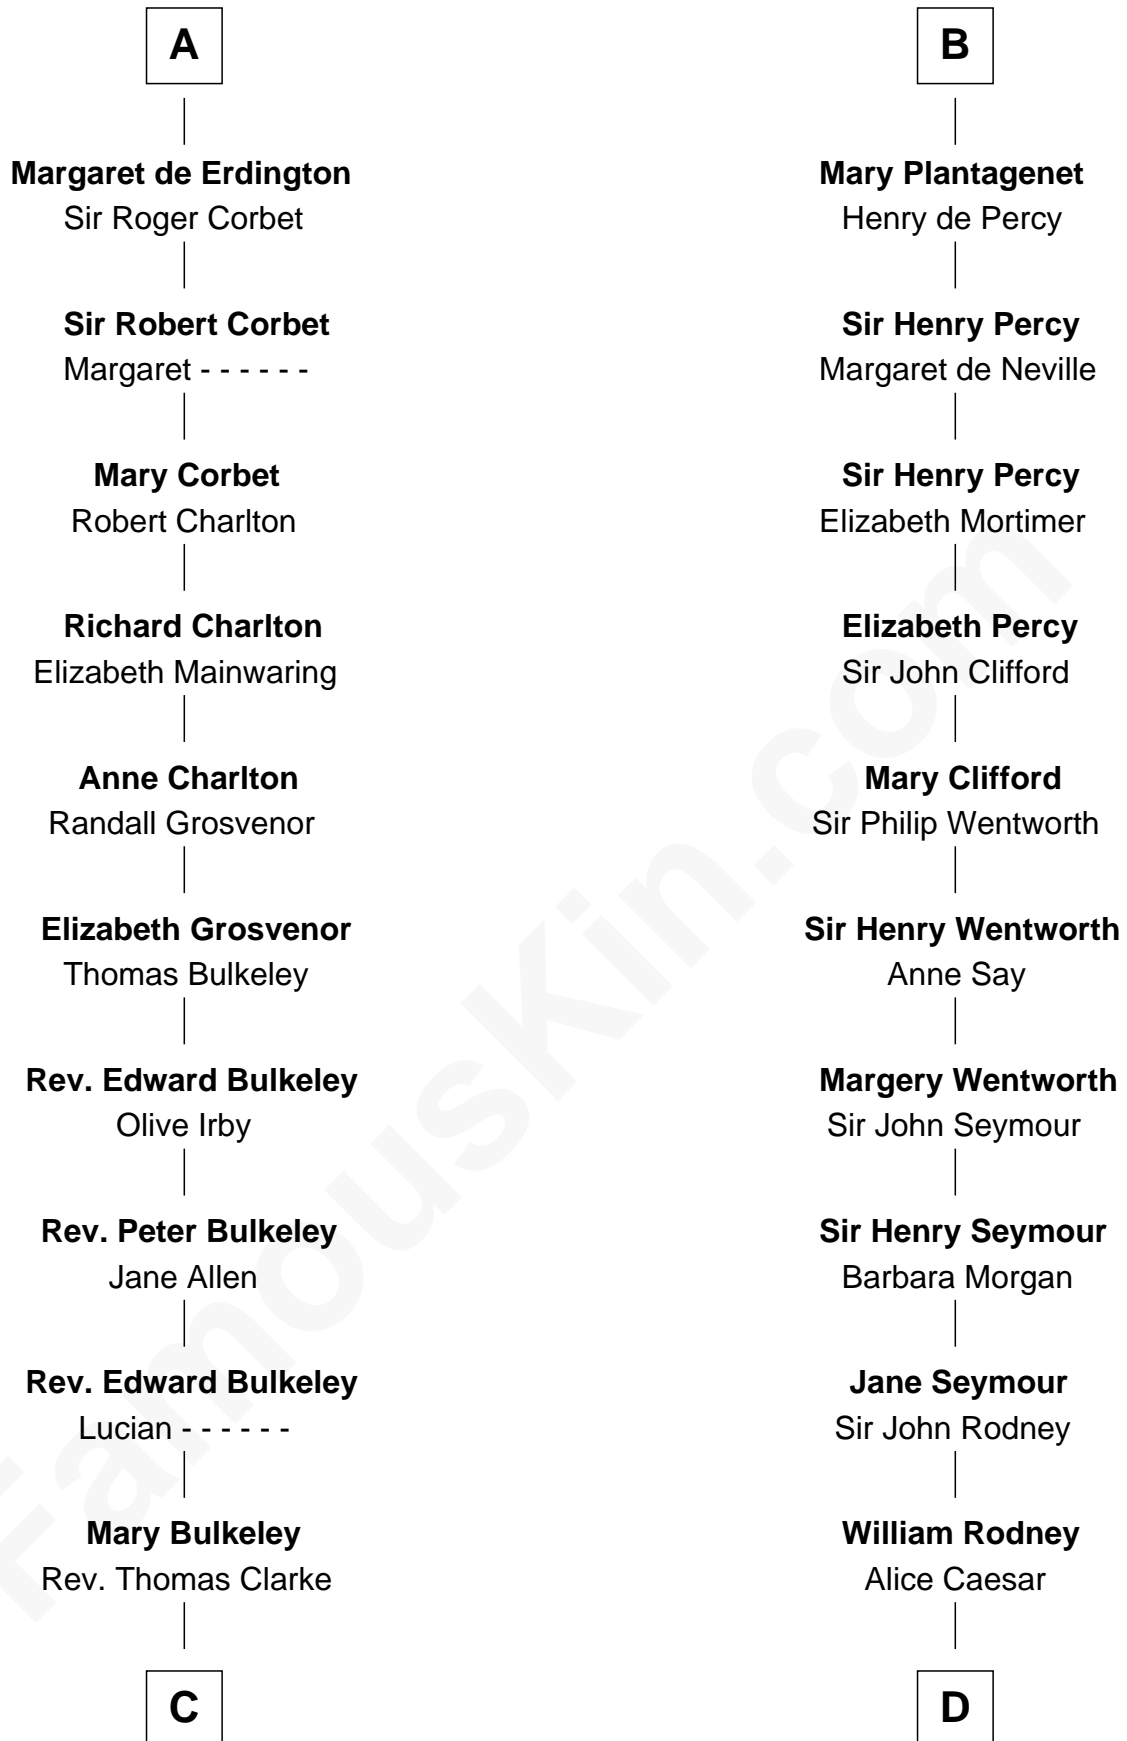 A
Margaret de Erdington
Sir Roger Corbet
Sir Robert Corbet
Margaret - - - - - -
Mary Corbet
Robert Charlton
Richard Charlton
Elizabeth Mainwaring
Anne Charlton
Randall Grosvenor
Elizabeth Grosvenor
Thomas Bulkeley
Rev. Edward Bulkeley
Olive Irby
Rev. Peter Bulkeley
Jane Allen
Rev. Edward Bulkeley
Lucian - - - - - -
Mary Bulkeley
Rev. Thomas Clarke
C
B
Mary Plantagenet
Henry de Percy
Sir Henry Percy
Margaret de Neville
Sir Henry Percy
Elizabeth Mortimer
Elizabeth Percy
Sir John Clifford
Mary Clifford
Sir Philip Wentworth
Sir Henry Wentworth
Anne Say
Margery Wentworth
Sir John Seymour
Sir Henry Seymour
Barbara Morgan
Jane Seymour
Sir John Rodney
William Rodney
Alice Caesar
D
FamousKin.com